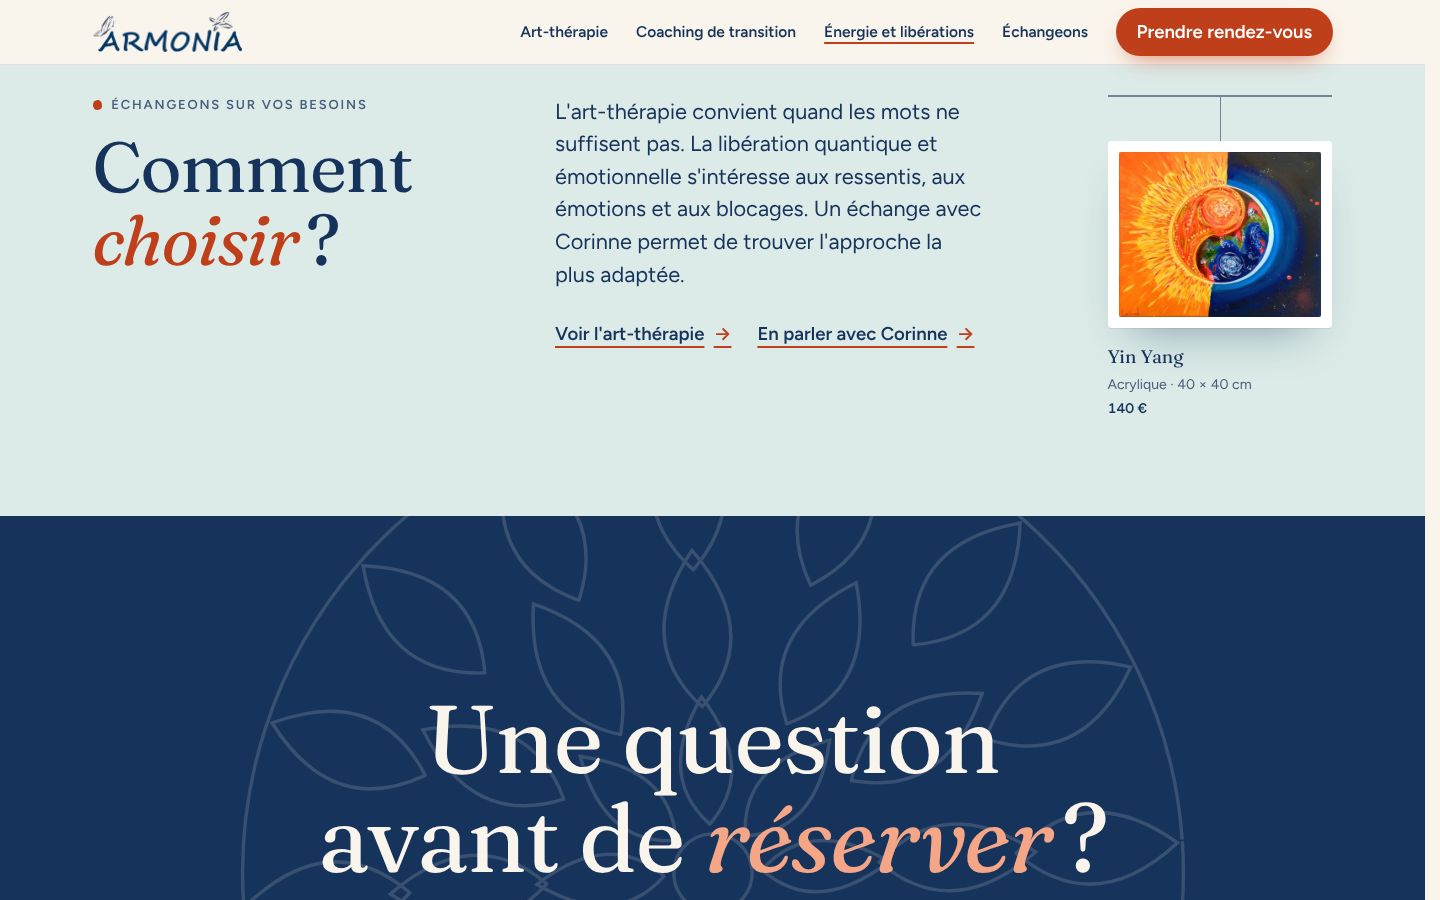 ARMONIA
Art-thérapie
Coaching de transition
Énergie et libérations
Échangeons
Prendre rendez-vous
ÉCHANGEONS SUR VOS BESOINS
Comment
choisir ?
L'art-thérapie convient quand les mots ne
suffisent pas. La libération quantique et
émotionnelle s'intéresse aux ressentis, aux
émotions et aux blocages. Un échange avec
Corinne permet de trouver l'approche la
plus adaptée.
Voir l'art-thérapie →
En parler avec Corinne →
Yin Yang
Acrylique · 40 × 40 cm
140 €
Une question
avant de réserver ?